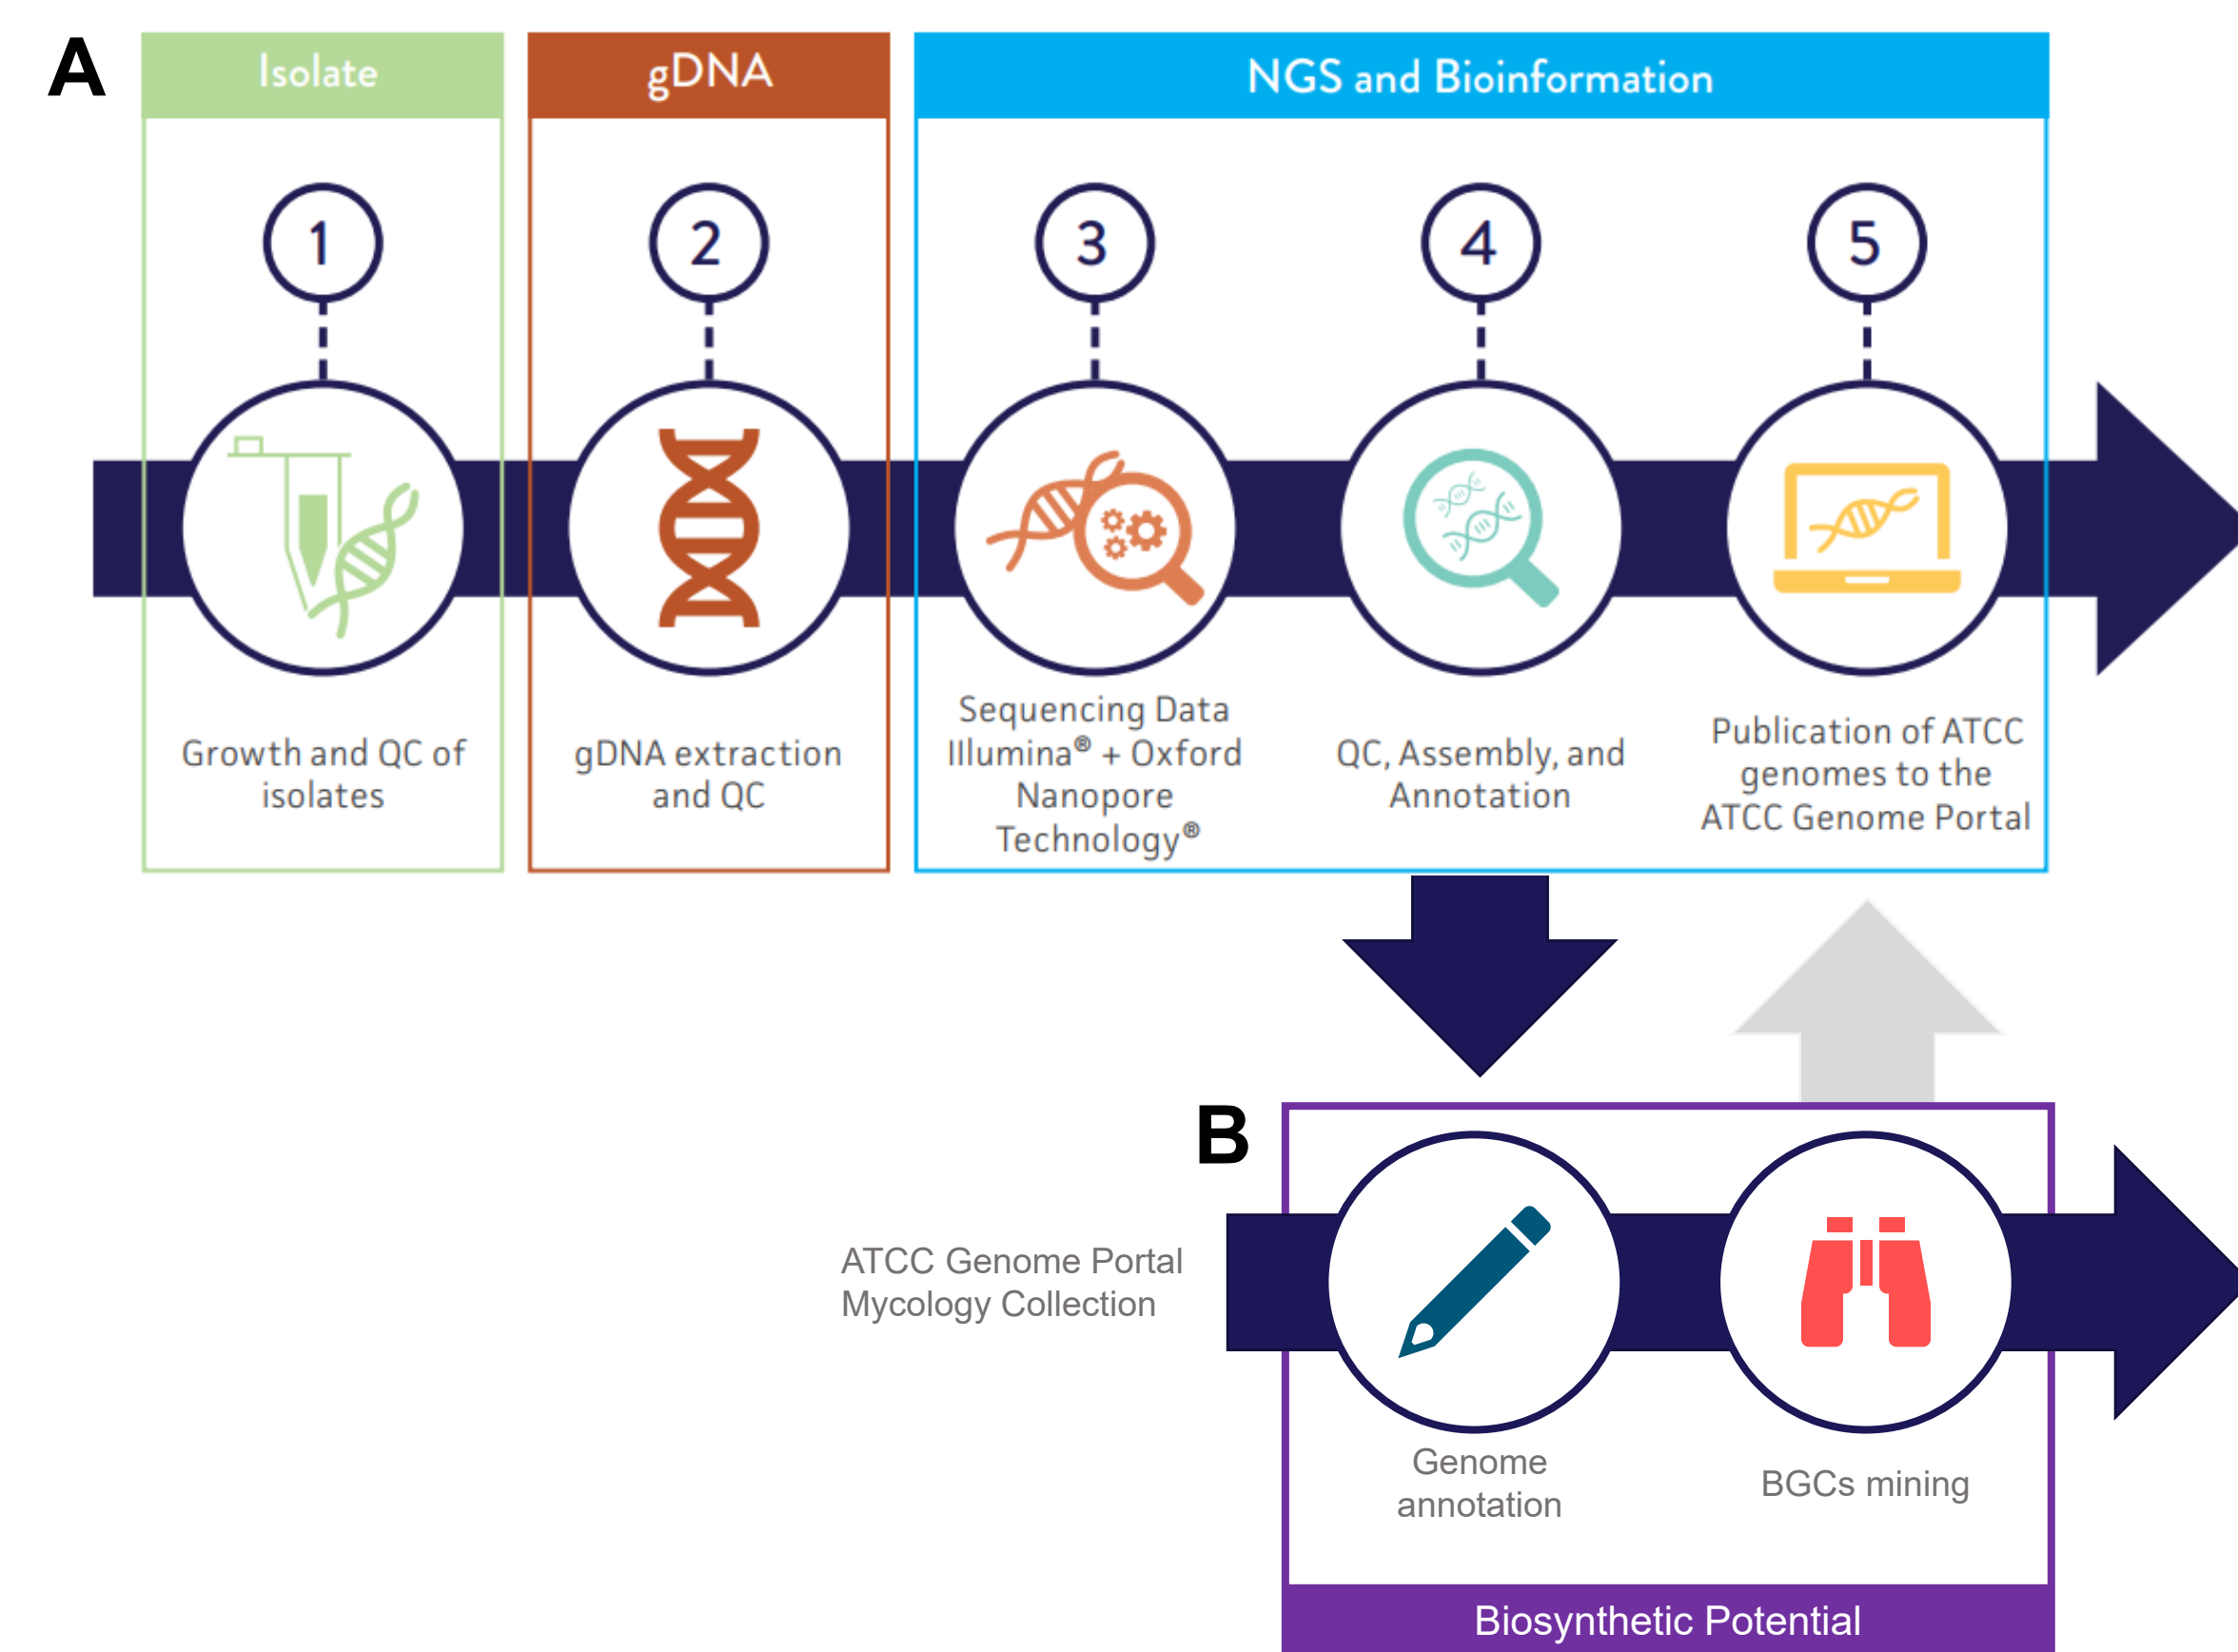 A
Isolate
gDNA
NGS and Bioinformation
1
2
3
4
5
Growth and QC of
isolates
gDNA extraction
and QC
Sequencing Data
Illumina® + Oxford
Nanopore
Technology®
QC, Assembly, and
Annotation
Publication of ATCC
genomes to the
ATCC Genome Portal
B
ATCC Genome Portal
Mycology Collection
Genome
annotation
BGCs mining
Biosynthetic Potential